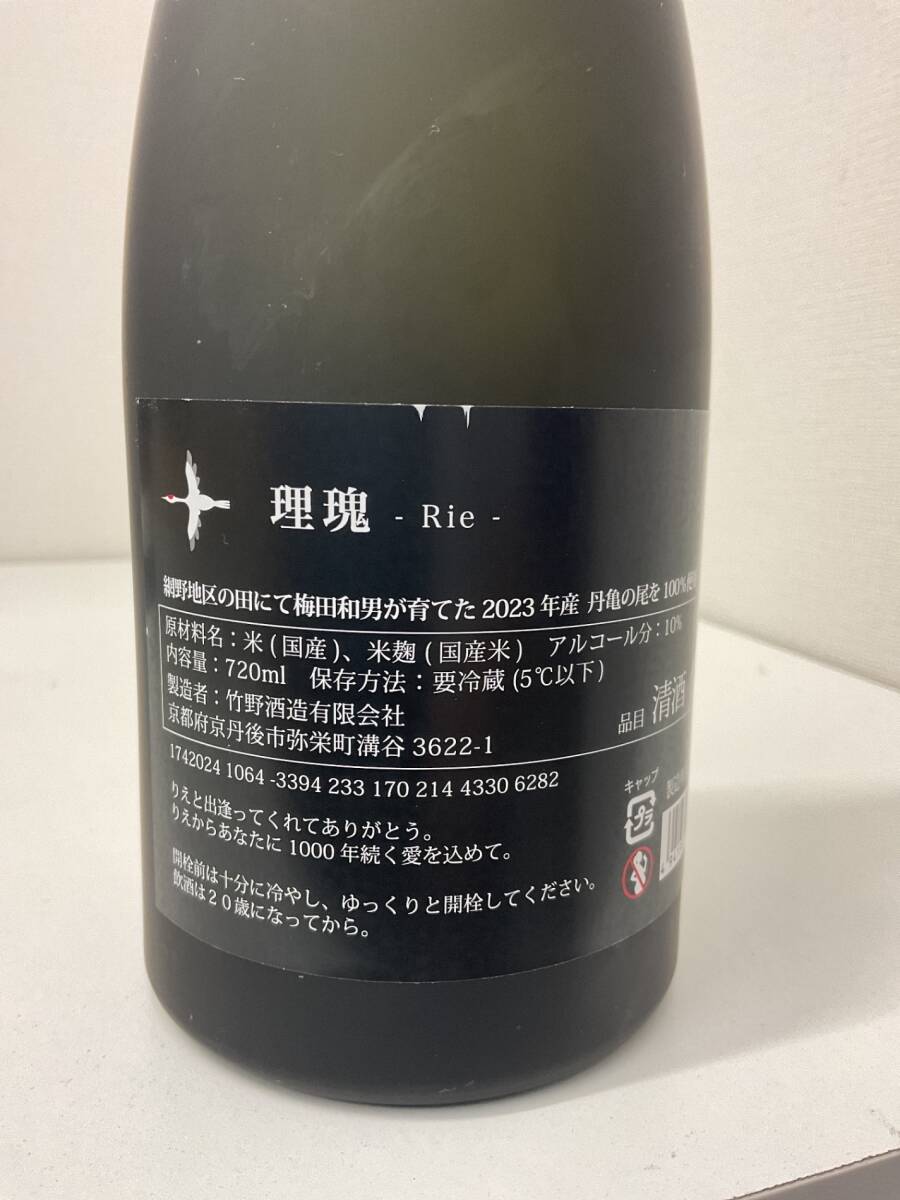 理瑰 - Rie -
網野地区の田にて梅田和男が育てた 2023 年産 丹亀の尾を 100%
原材料名：米 ( 国産 )、米麹 ( 国産米 ) アルコール分：10%
内容量：720ml 保存方法：要冷蔵 (5℃以下 )
製造者：竹野酒造有限会社
京都府京丹後市弥栄町溝谷 3622-1
品目 清酒
1742024 1064 -3394 233 170 214 4330 6282
りえと出逢ってくれてありがとう。
りえからあなたに 1000 年続く愛を込めて。
開栓前は十分に冷やし、ゆっくりと開栓してください。
飲酒は２０歳になってから。
キャップ
プラ